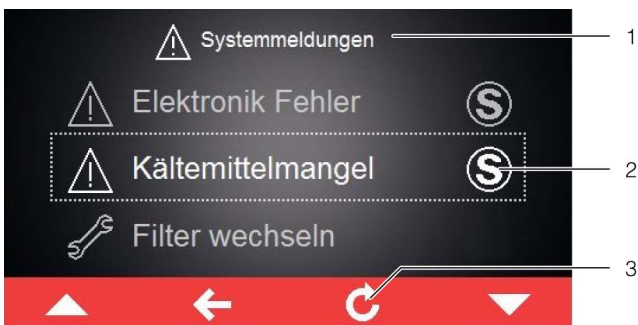 Systemmeldungen
1
Elektronik Fehler S
Kältemittelmangel S
2
Filter wechseln
3